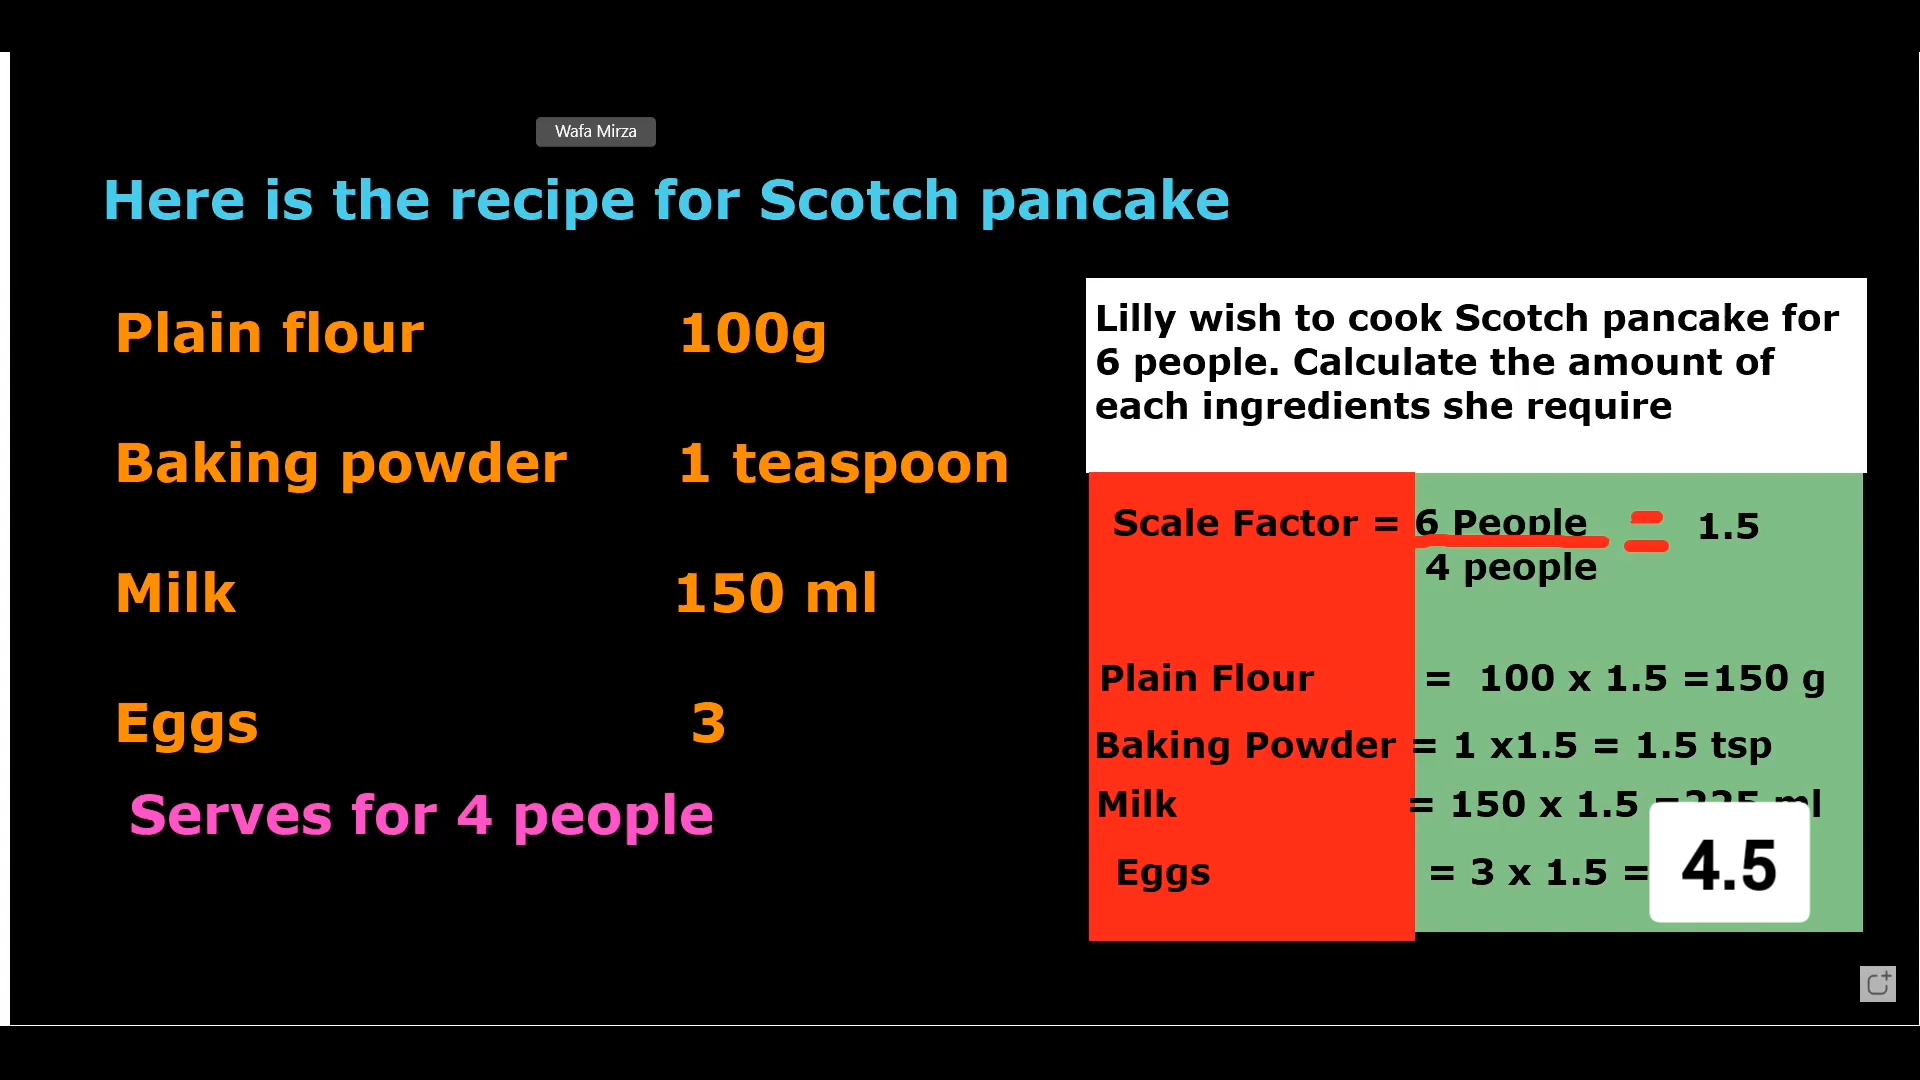 Wafa Mirza
Here is the recipe for Scotch pancake
Plain flour 100g
Baking powder 1 teaspoon
Milk 150 ml
Eggs 3
Serves for 4 people
Lilly wish to cook Scotch pancake for
6 people. Calculate the amount of
each ingredients she require
Scale Factor = 6 People = 1.5
4 people
Plain Flour = 100 x 1.5 =150 g
Baking Powder = 1 x1.5 = 1.5 tsp
Milk = 150 x 1.5 =225 ml
Eggs = 3 x 1.5 = 4.5